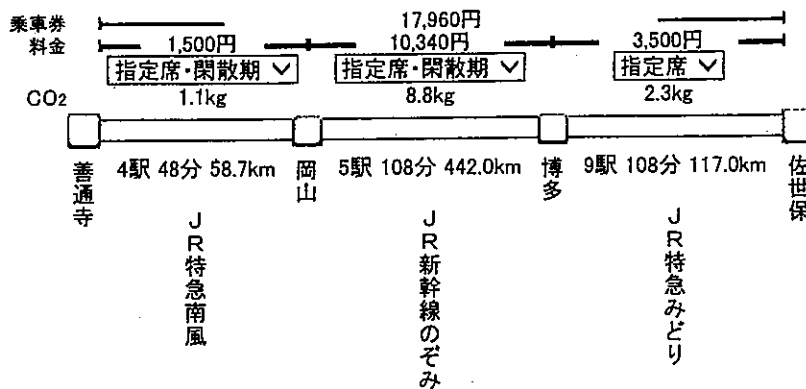 乗車券 17,960円
料金 1,500円 10,340円 3,500円
指定席・閑散期 指定席・閑散期 指定席
CO2 1.1kg 8.8kg 2.3kg
善通寺 4駅 48分 58.7km 岡山 5駅 108分 442.0km 博多 9駅 108分 117.0km 佐世保
JR特急南風 JR新幹線のぞみ JR特急みどり